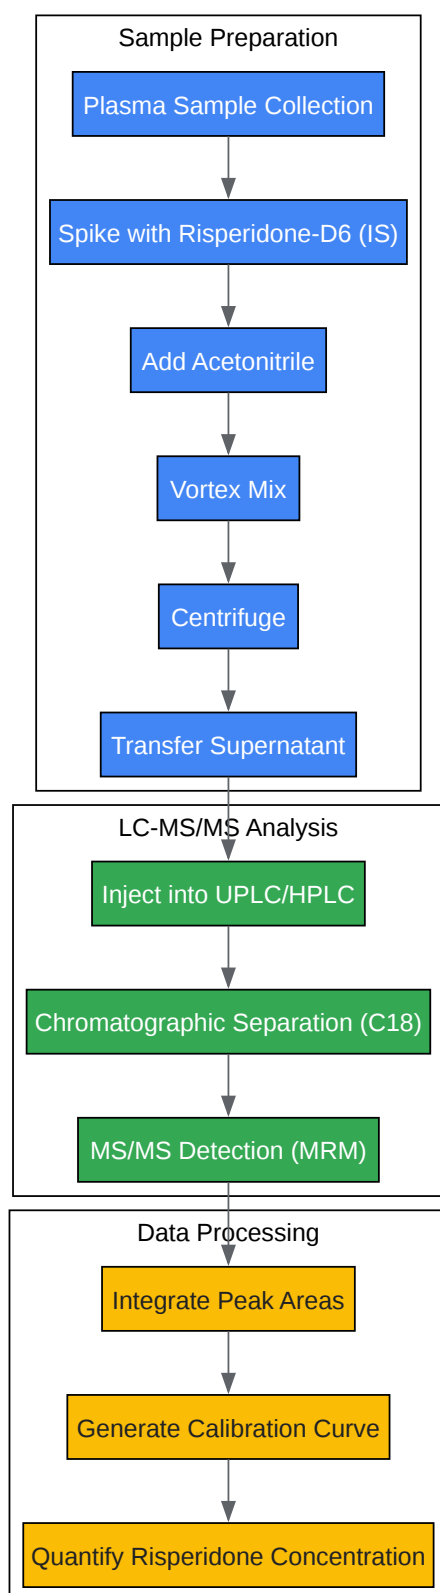 Sample Preparation
Plasma Sample Collection
Spike with Risperidone-D6 (IS)
Add Acetonitrile
Vortex Mix
Centrifuge
Transfer Supernatant
LC-MS/MS Analysis
Inject into UPLC/HPLC
Chromatographic Separation (C18)
MS/MS Detection (MRM)
Data Processing
Integrate Peak Areas
Generate Calibration Curve
Quantify Risperidone Concentration